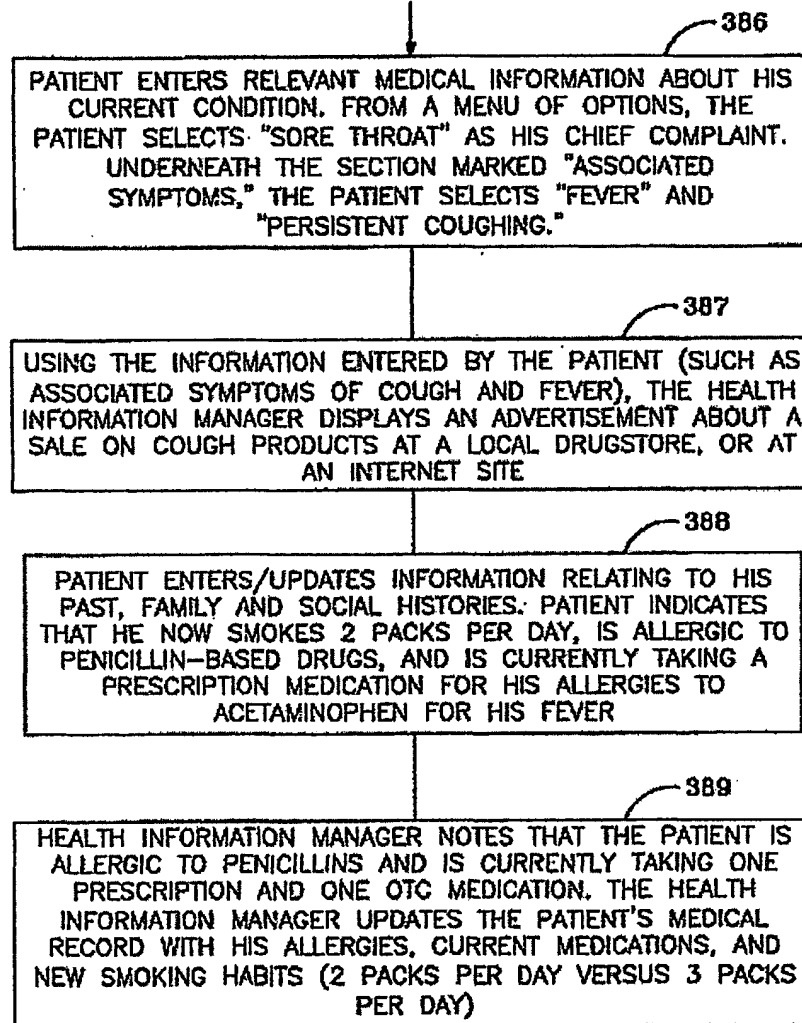 386
PATIENT ENTERS RELEVANT MEDICAL INFORMATION ABOUT HIS
CURRENT CONDITION. FROM A MENU OF OPTIONS, THE
PATIENT SELECTS "SORE THROAT" AS HIS CHIEF COMPLAINT.
UNDERNEATH THE SECTION MARKED "ASSOCIATED
SYMPTOMS," THE PATIENT SELECTS "FEVER" AND
"PERSISTENT COUGHING."
387
USING THE INFORMATION ENTERED BY THE PATIENT (SUCH AS
ASSOCIATED SYMPTOMS OF COUGH AND FEVER), THE HEALTH
INFORMATION MANAGER DISPLAYS AN ADVERTISEMENT ABOUT A
SALE ON COUGH PRODUCTS AT A LOCAL DRUGSTORE, OR AT
AN INTERNET SITE
388
PATIENT ENTERS/UPDATES INFORMATION RELATING TO HIS
PAST, FAMILY AND SOCIAL HISTORIES. PATIENT INDICATES
THAT HE NOW SMOKES 2 PACKS PER DAY, IS ALLERGIC TO
PENICILLIN-BASED DRUGS, AND IS CURRENTLY TAKING A
PRESCRIPTION MEDICATION FOR HIS ALLERGIES TO
ACETAMINOPHEN FOR HIS FEVER
389
HEALTH INFORMATION MANAGER NOTES THAT THE PATIENT IS
ALLERGIC TO PENICILLINS AND IS CURRENTLY TAKING ONE
PRESCRIPTION AND ONE OTC MEDICATION. THE HEALTH
INFORMATION MANAGER UPDATES THE PATIENT'S MEDICAL
RECORD WITH HIS ALLERGIES, CURRENT MEDICATIONS, AND
NEW SMOKING HABITS (2 PACKS PER DAY VERSUS 3 PACKS
PER DAY)